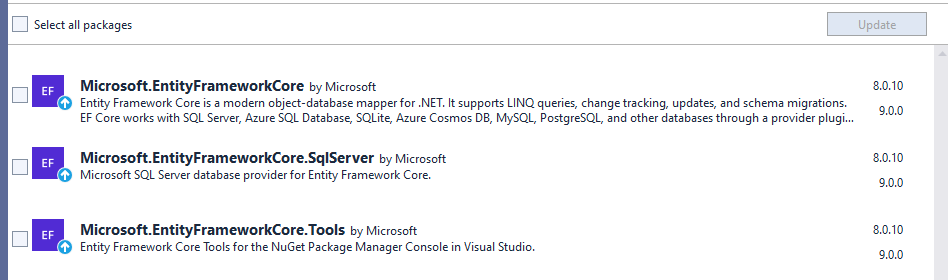 Select all packages
Update
EF
Microsoft.EntityFrameworkCore by Microsoft
8.0.10
Entity Framework Core is a modern object-database mapper for .NET. It supports LINQ queries, change tracking, updates, and schema migrations.
9.0.0
EF Core works with SQL Server, Azure SQL Database, SQLite, Azure Cosmos DB, MySQL, PostgreSQL, and other databases through a provider plugi...
EF
Microsoft.EntityFrameworkCore.SqlServer by Microsoft
8.0.10
Microsoft SQL Server database provider for Entity Framework Core.
9.0.0
EF
Microsoft.EntityFrameworkCore.Tools by Microsoft
8.0.10
Entity Framework Core Tools for the NuGet Package Manager Console in Visual Studio.
9.0.0